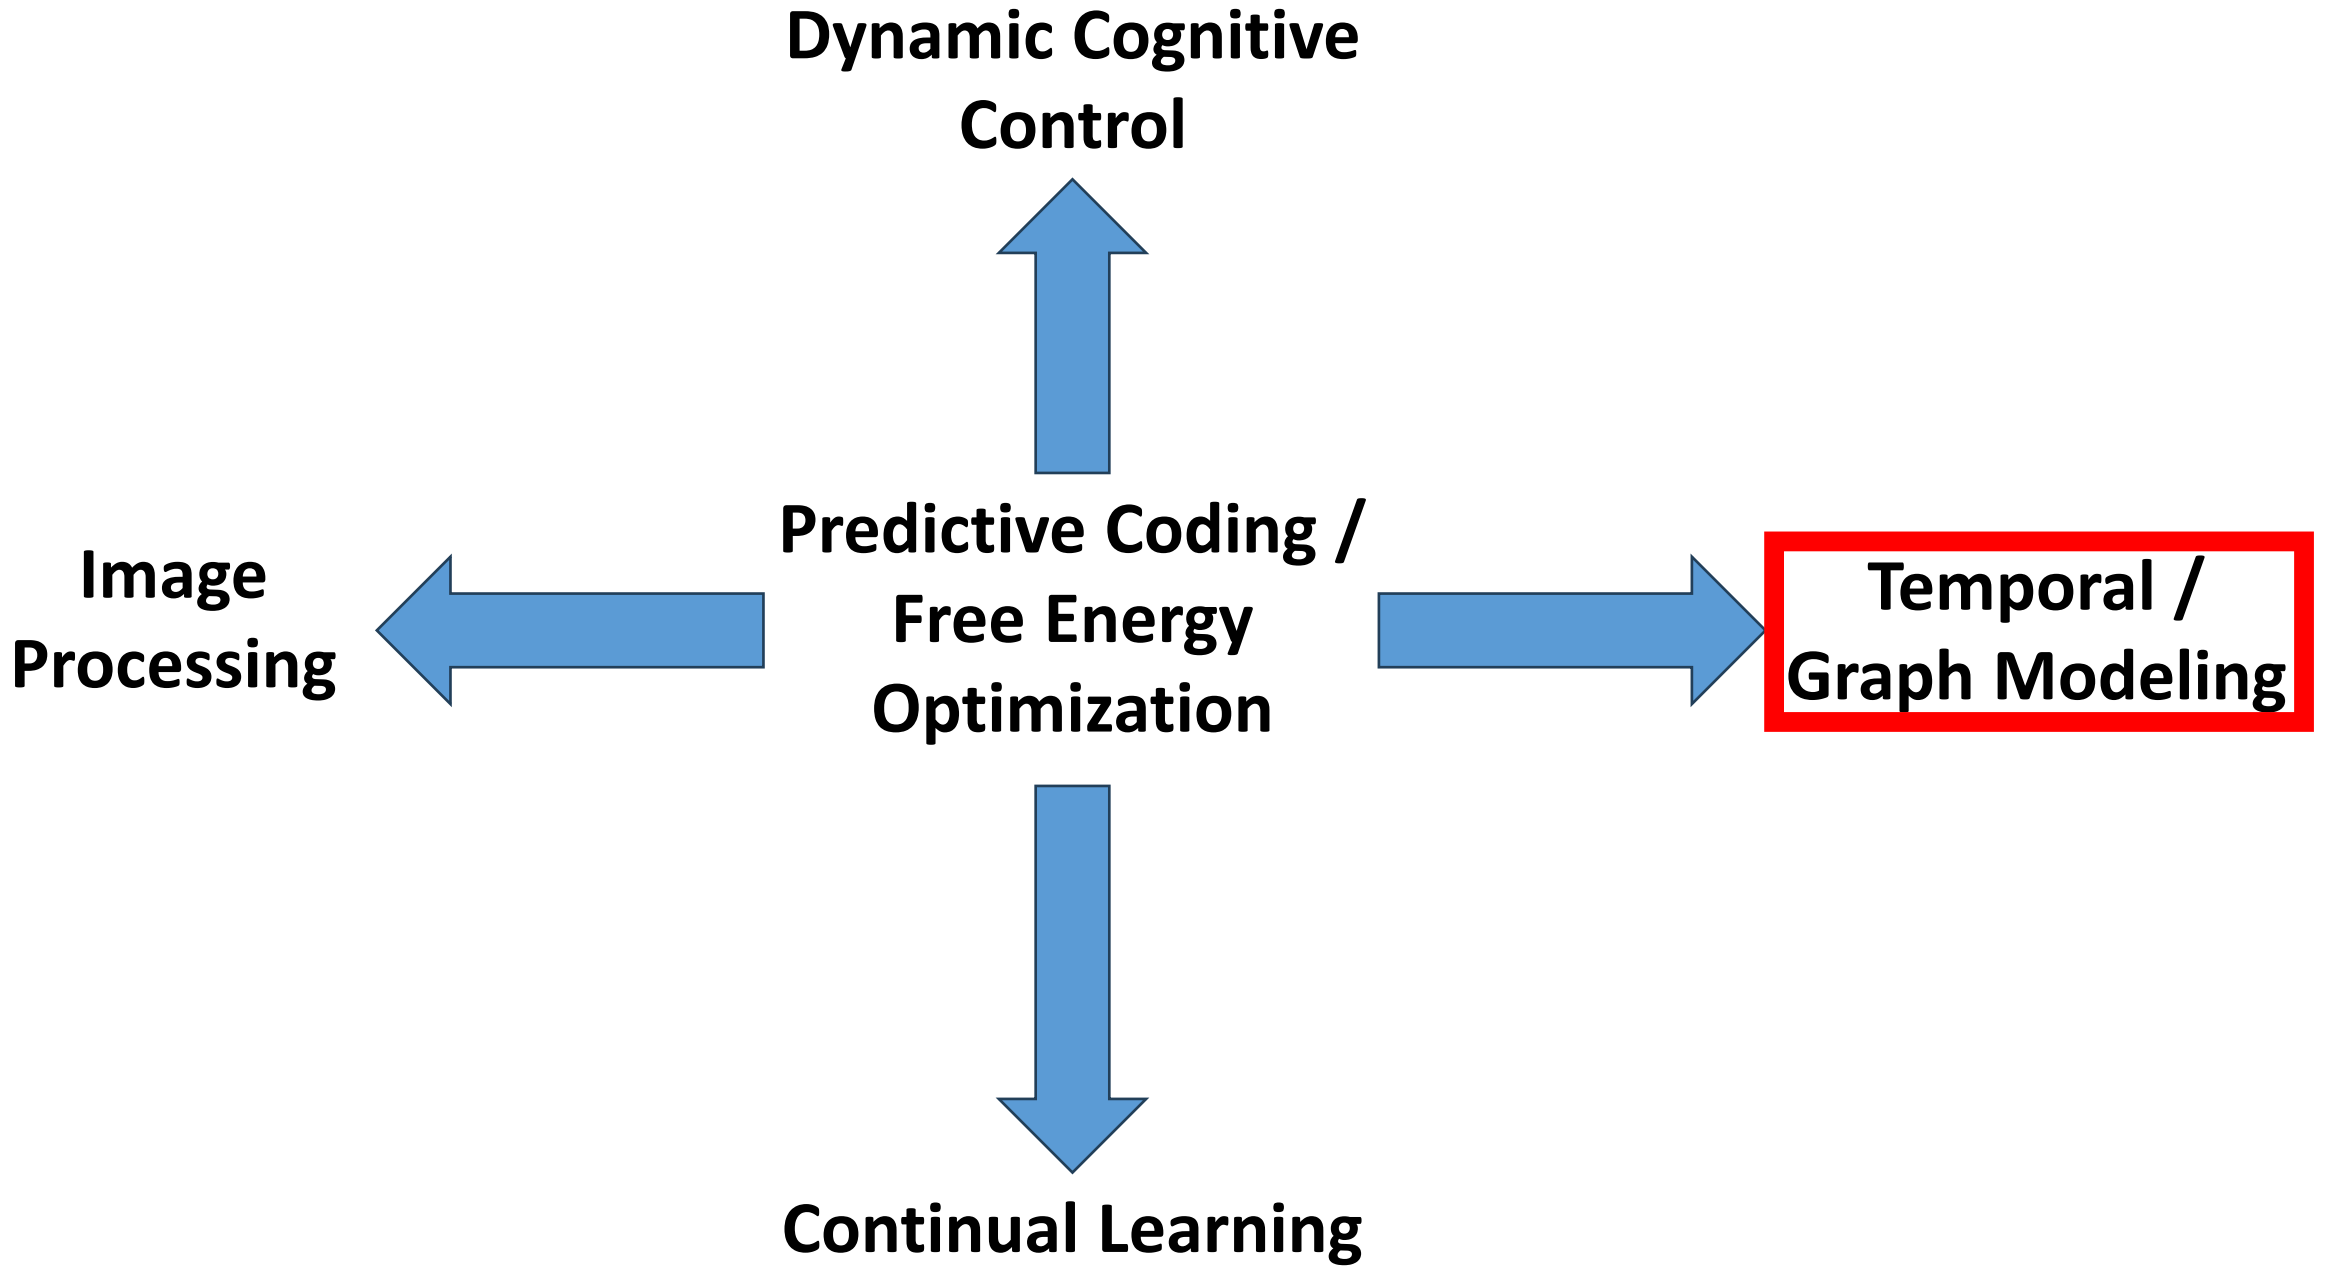 Dynamic Cognitive
Control
Image
Processing
Predictive Coding /
Free Energy
Optimization
Temporal /
Graph Modeling
Continual Learning